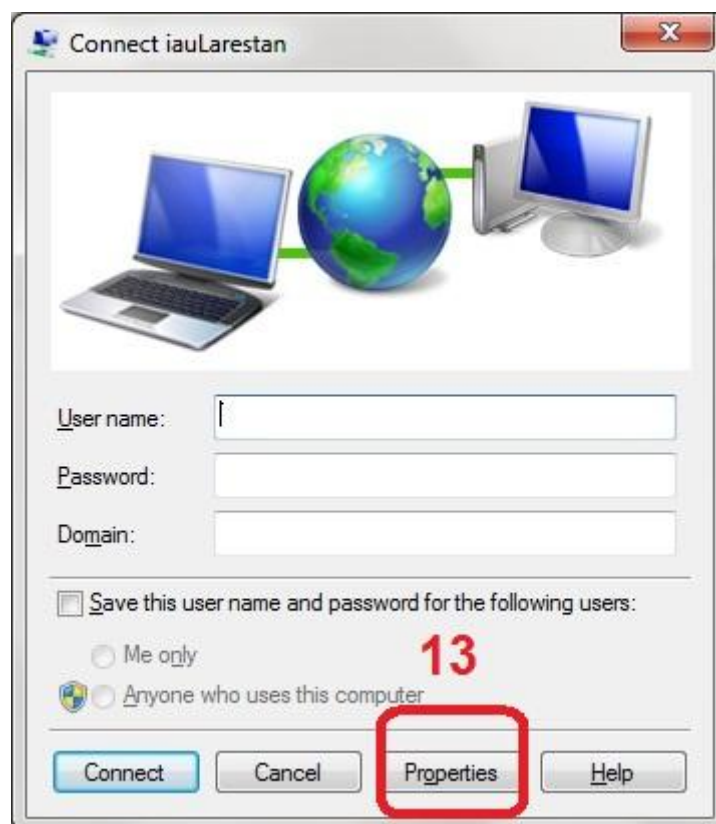 Connect iauLarestan
User name:
Password:
Domain:
Save this user name and password for the following users:
Me only
13
Anyone who uses this computer
Connect Cancel Properties Help